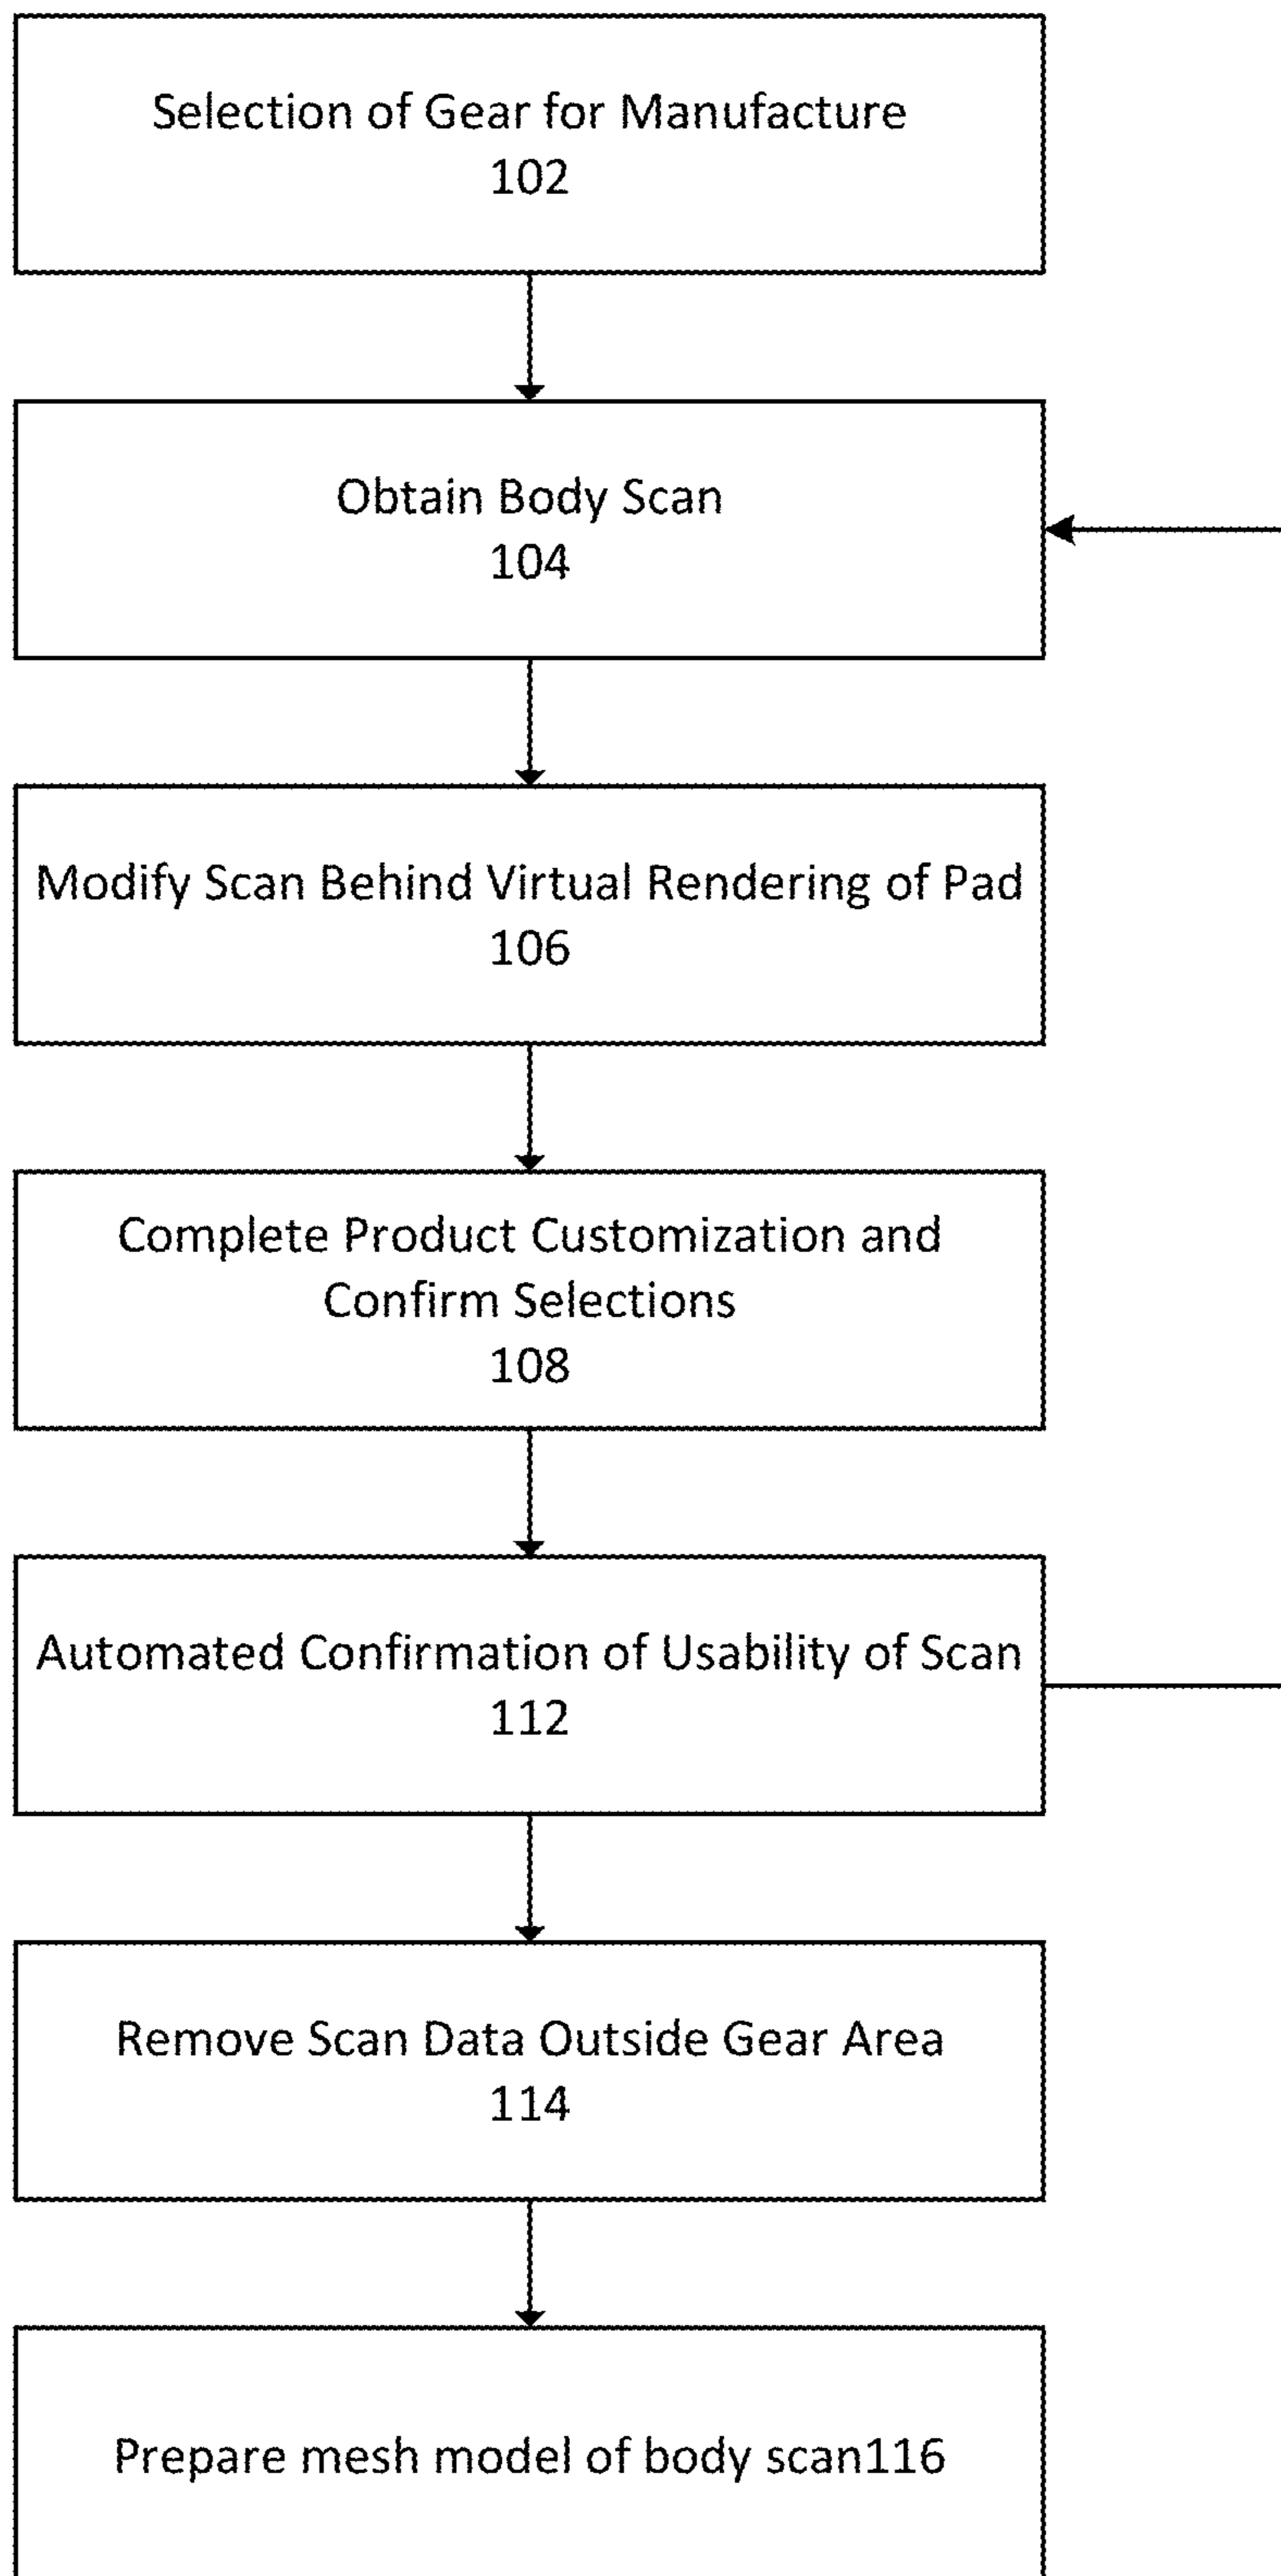 Selection of Gear for Manufacture
102
Obtain Body Scan
104
Modify Scan Behind Virtual Rendering of Pad
106
Complete Product Customization and
Confirm Selections
108
Automated Confirmation of Usability of Scan
112
Remove Scan Data Outside Gear Area
114
Prepare mesh model of body scan116